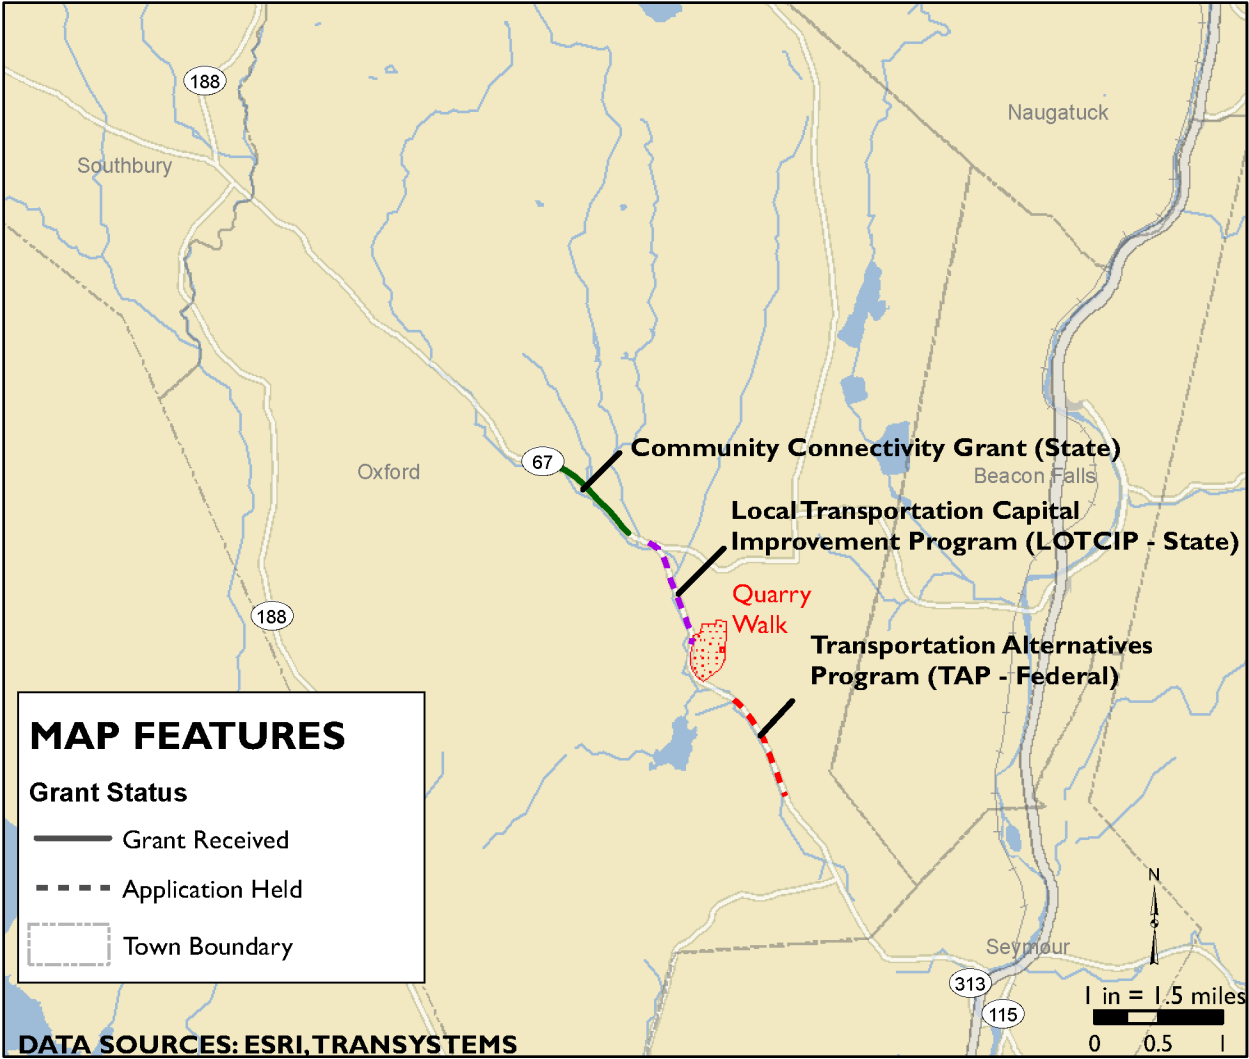 188
Naugatuck
Southbury
67
Community Connectivity Grant (State)
Oxford
Beacon Falls
Local Transportation Capital
Improvement Program (LOTCIP - State)
Quarry
Walk
188
Transportation Alternatives
Program (TAP - Federal)
MAP FEATURES
Grant Status
Grant Received
Application Held
Town Boundary
N
Seymour
313
115
1 in = 1.5 miles
0 0.5 1
DATA SOURCES: ESRI, TRANSYSTEMS